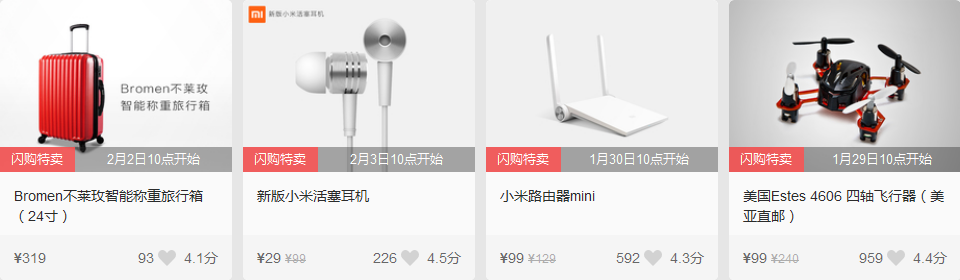 Bromen不莱玫
智能称重旅行箱
闪购特卖 2月2日10点开始
Bromen不莱玫智能称重旅行箱
（24寸）
¥319 93 4.1分
新版小米活塞耳机
闪购特卖 2月3日10点开始
新版小米活塞耳机
¥29 ¥99 226 4.5分
闪购特卖 1月30日10点开始
小米路由器mini
¥99 ¥129 592 4.3分
闪购特卖 1月29日10点开始
美国Estes 4606 四轴飞行器（美
亚直邮）
¥99 ¥240 959 4.4分